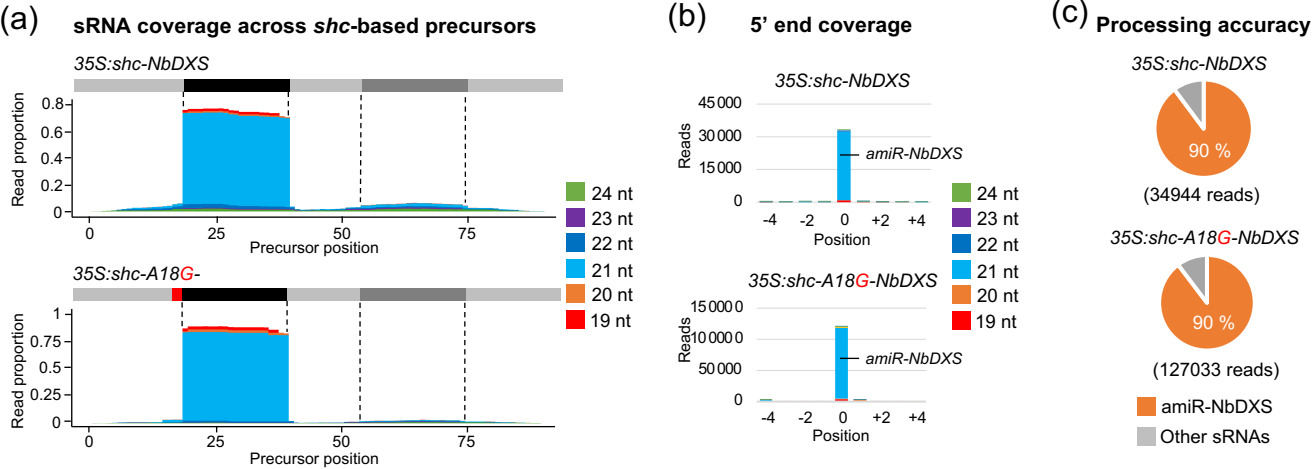 (a) sRNA coverage across shc-based precursors
35S:shc-NbDXS
Read proportion
0.8
0.6
0.4
0.2
0
0 25 50 75
Precursor position
35S:shc-A18G-
Read proportion
1
0.75
0.5
0.25
0
0 25 50 75
Precursor position
24 nt
23 nt
22 nt
21 nt
20 nt
19 nt
(b) 5’ end coverage
35S:shc-NbDXS
Reads
45000
30000
15000
0
amiR-NbDXS
-4 -2 0 +2 +4
Position
35S:shc-A18G-NbDXS
Reads
150000
100000
50000
0
amiR-NbDXS
-4 -2 0 +2 +4
Position
24 nt
23 nt
22 nt
21 nt
20 nt
19 nt
(c) Processing accuracy
35S:shc-NbDXS
90 %
(34944 reads)
35S:shc-A18G-NbDXS
90 %
(127033 reads)
amiR-NbDXS
Other sRNAs